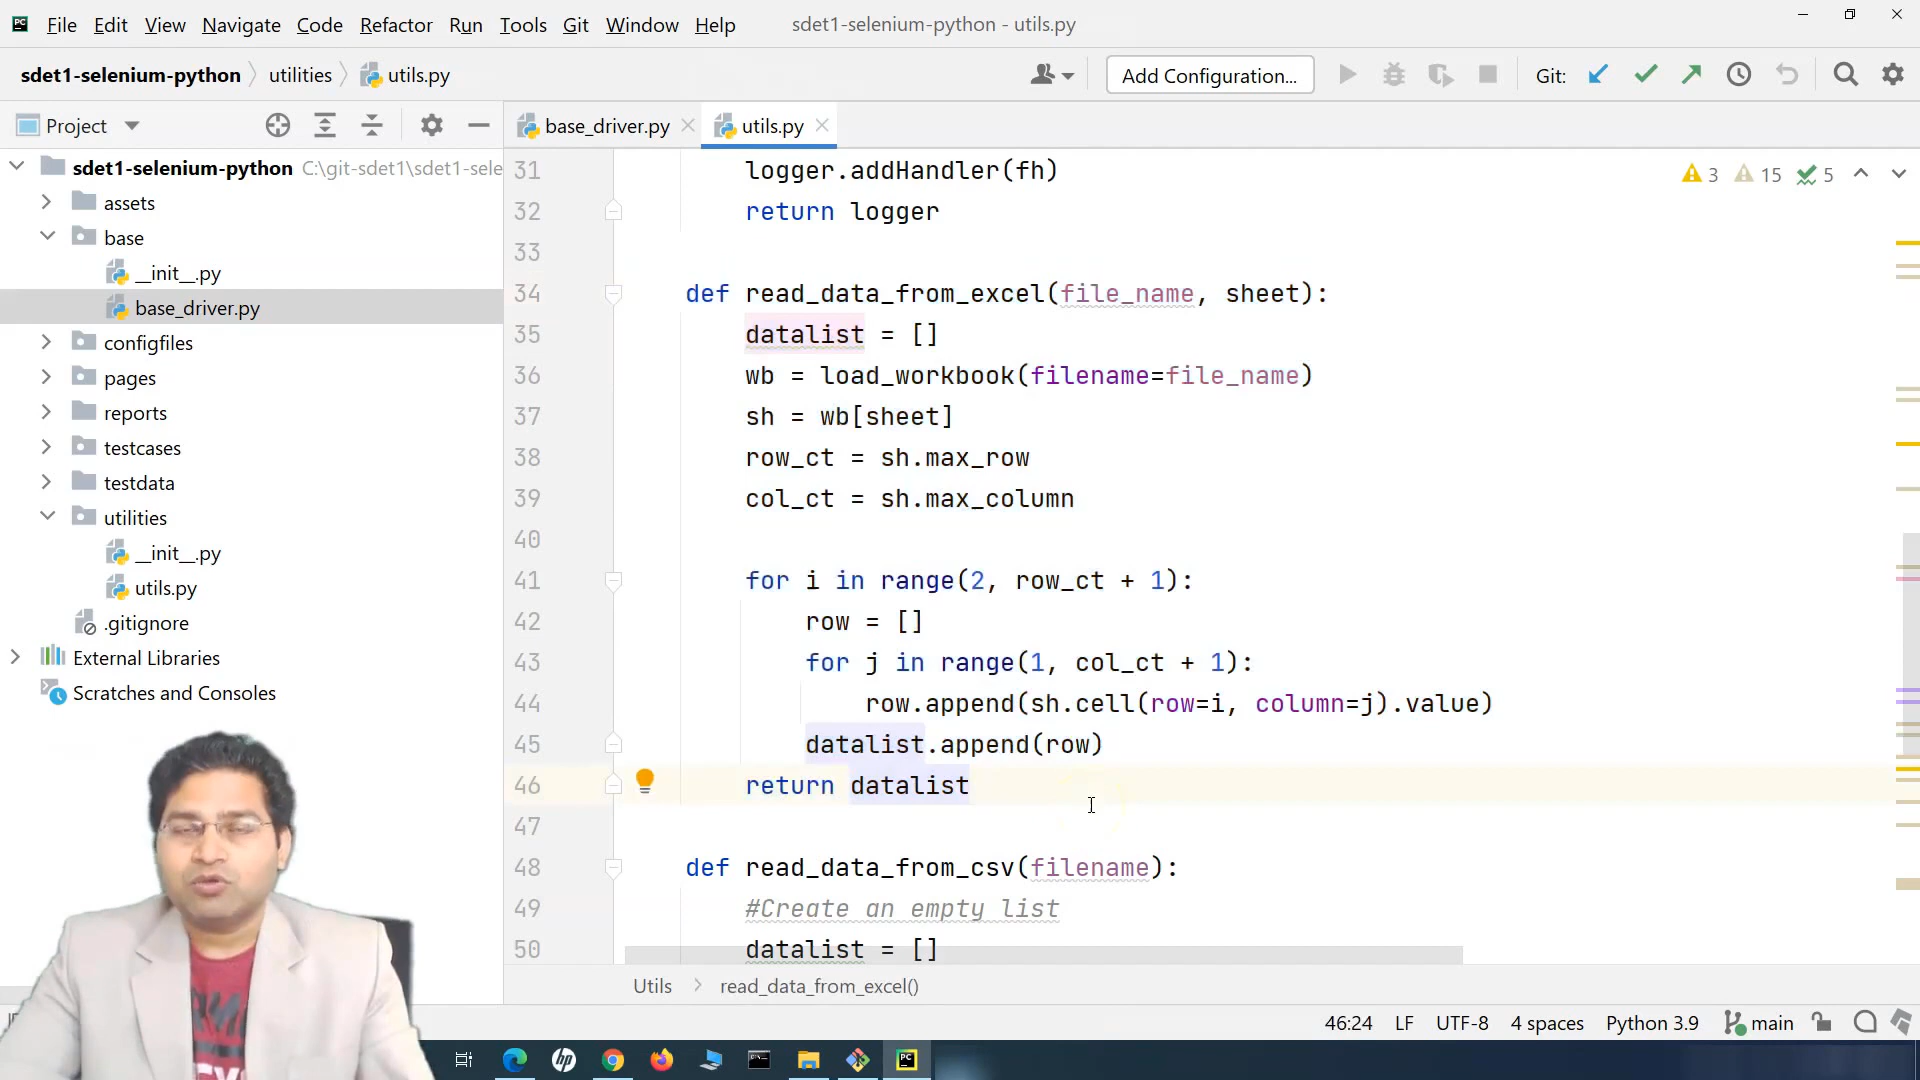 File Edit View Navigate Code Refactor Run Tools Git Window Help sdet1-selenium-python - utils.py
sdet1-selenium-python utilities utils.py Add Configuration... Git:
Project base_driver.py utils.py
sdet1-selenium-python C:\git-sdet1\sdet1-sele
assets
base
__init__.py
base_driver.py
configfiles
pages
reports
testcases
testdata
utilities
__init__.py
utils.py
.gitignore
External Libraries
Scratches and Consoles
3 15 5
31 logger.addHandler(fh)
32 return logger
33
34 def read_data_from_excel(file_name, sheet):
35 datalist = []
36 wb = load_workbook(filename=file_name)
37 sh = wb[sheet]
38 row_ct = sh.max_row
39 col_ct = sh.max_column
40
41 for i in range(2, row_ct + 1):
42 row = []
43 for j in range(1, col_ct + 1):
44 row.append(sh.cell(row=i, column=j).value)
45 datalist.append(row)
46 return datalist
47
48 def read_data_from_csv(filename):
49 #Create an empty list
50 datalist = []
Utils read_data_from_excel()
46:24 LF UTF-8 4 spaces Python 3.9 main